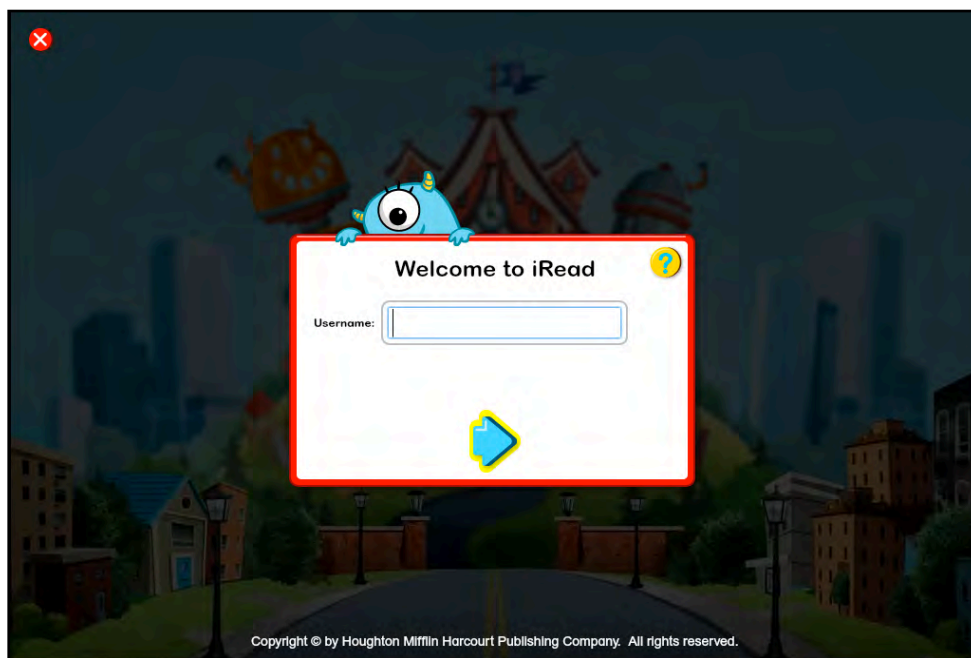 Welcome to iRead
?
Username:
Copyright © by Houghton Mifflin Harcourt Publishing Company. All rights reserved.